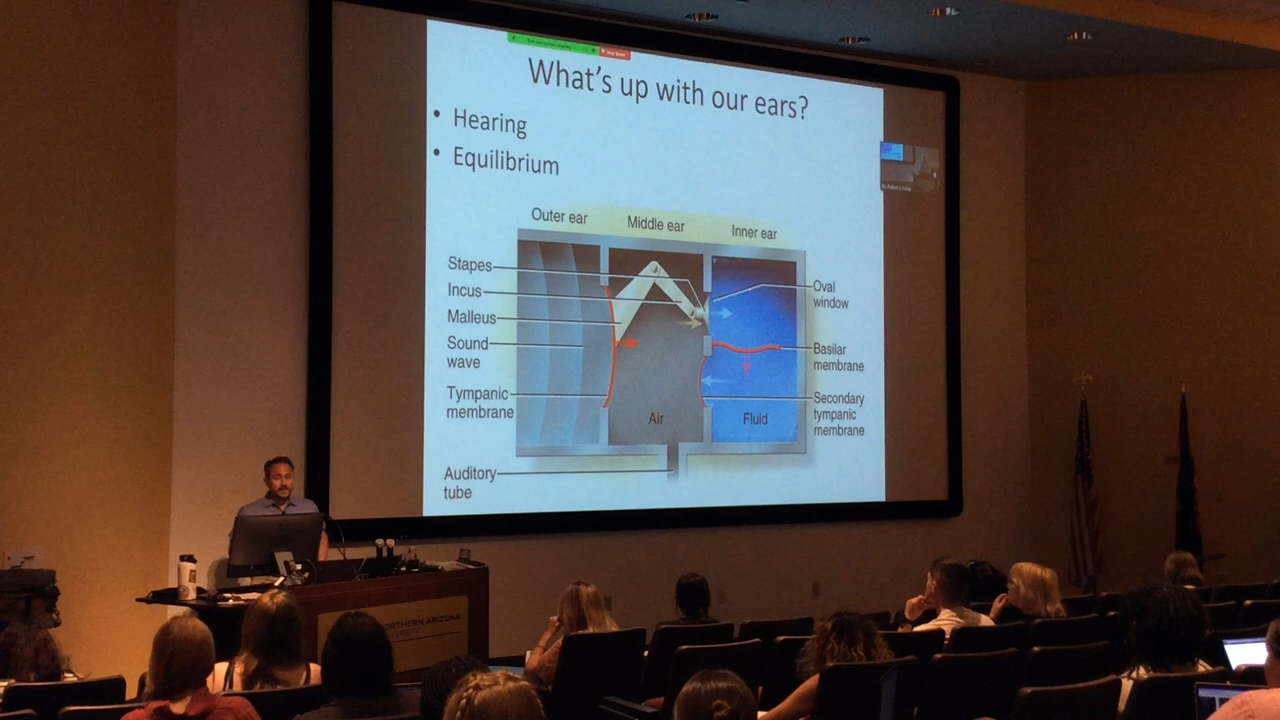 What's up with our ears?
• Hearing
• Equilibrium
Outer ear
Middle ear
Inner ear
Stapes
Incus
Malleus
Sound
wave
Tympanic
membrane
Auditory
tube
Air
Fluid
Oval
window
Basilar
membrane
Secondary
tympanic
membrane
NORTHERN ARIZONA
UNIVERSITY